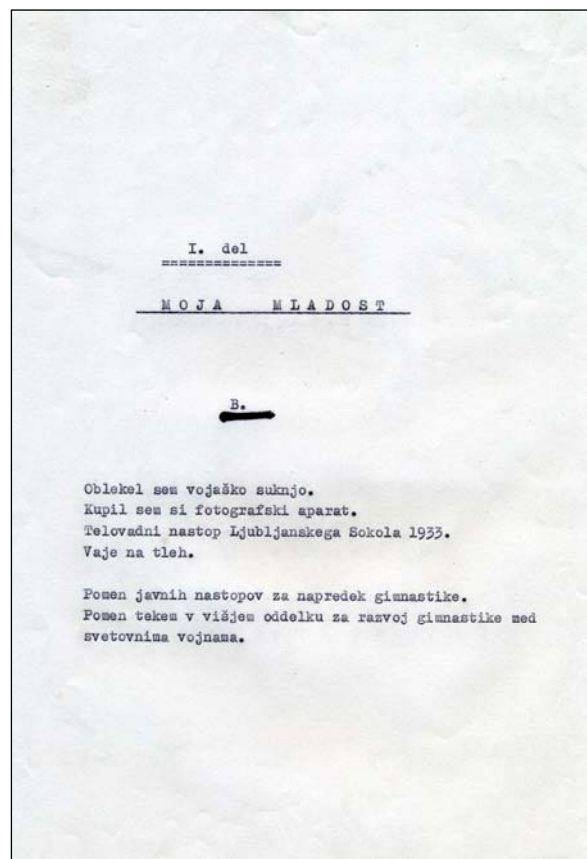 I. del
==============
MOJA MLADOST
B.
Oblekel sem vojaško suknjo.
Kupil sem si fotografski aparat.
Telovadni nastop Ljubljanskega Sokola 1933.
Vaje na tleh.
Pomen javnih nastopov za napredek gimnastike.
Pomen tekem v višjem oddelku za razvoj gimnastike med
svetovnima vojnama.